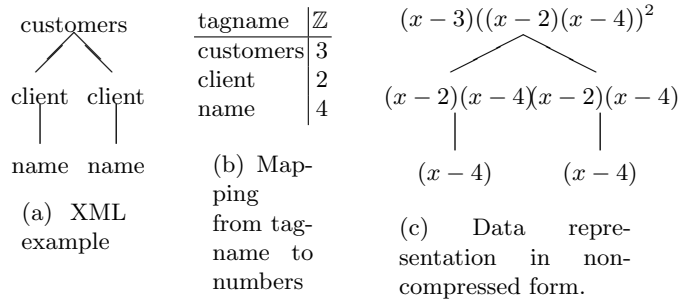 customers
client client
name name
(a) XML
example
tagname ℤ
customers 3
client 2
name 4
(b) Map-
ping
from tag-
name to
numbers
(x − 3)((x − 2)(x − 4))²
(x − 2)(x − 4)(x − 2)(x − 4)
(x − 4) (x − 4)
(c) Data repre-
sentation in non-
compressed form.